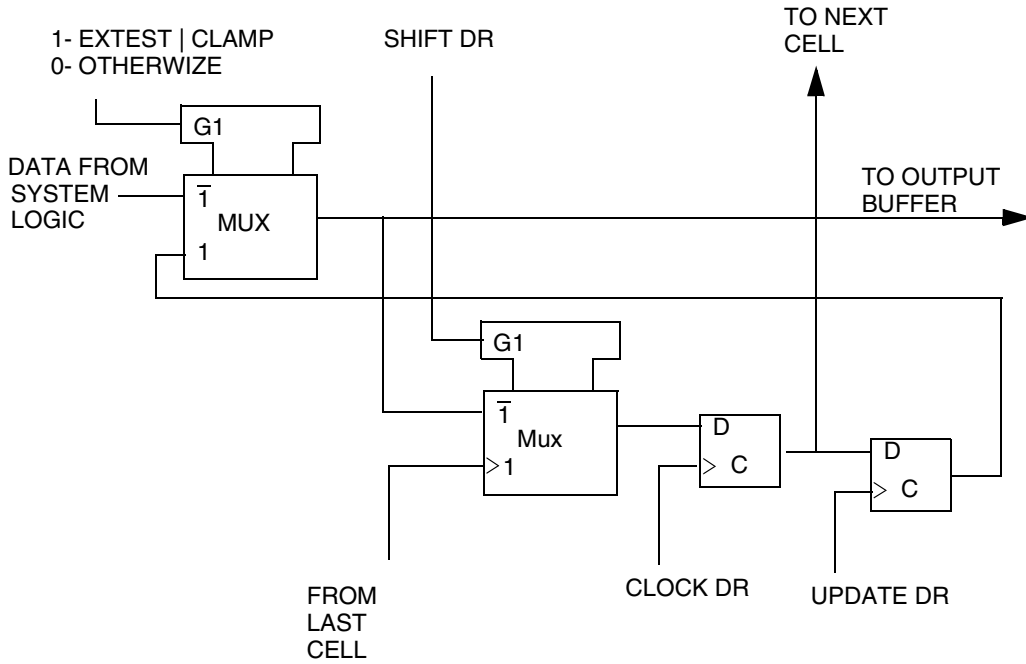 TO NEXT
CELL
1- EXTEST | CLAMP
0- OTHERWIZE
SHIFT DR
G1
DATA FROM
SYSTEM
LOGIC
1
MUX
1
TO OUTPUT
BUFFER
G1
1
Mux
1
D
C
D
C
FROM
LAST
CELL
CLOCK DR
UPDATE DR